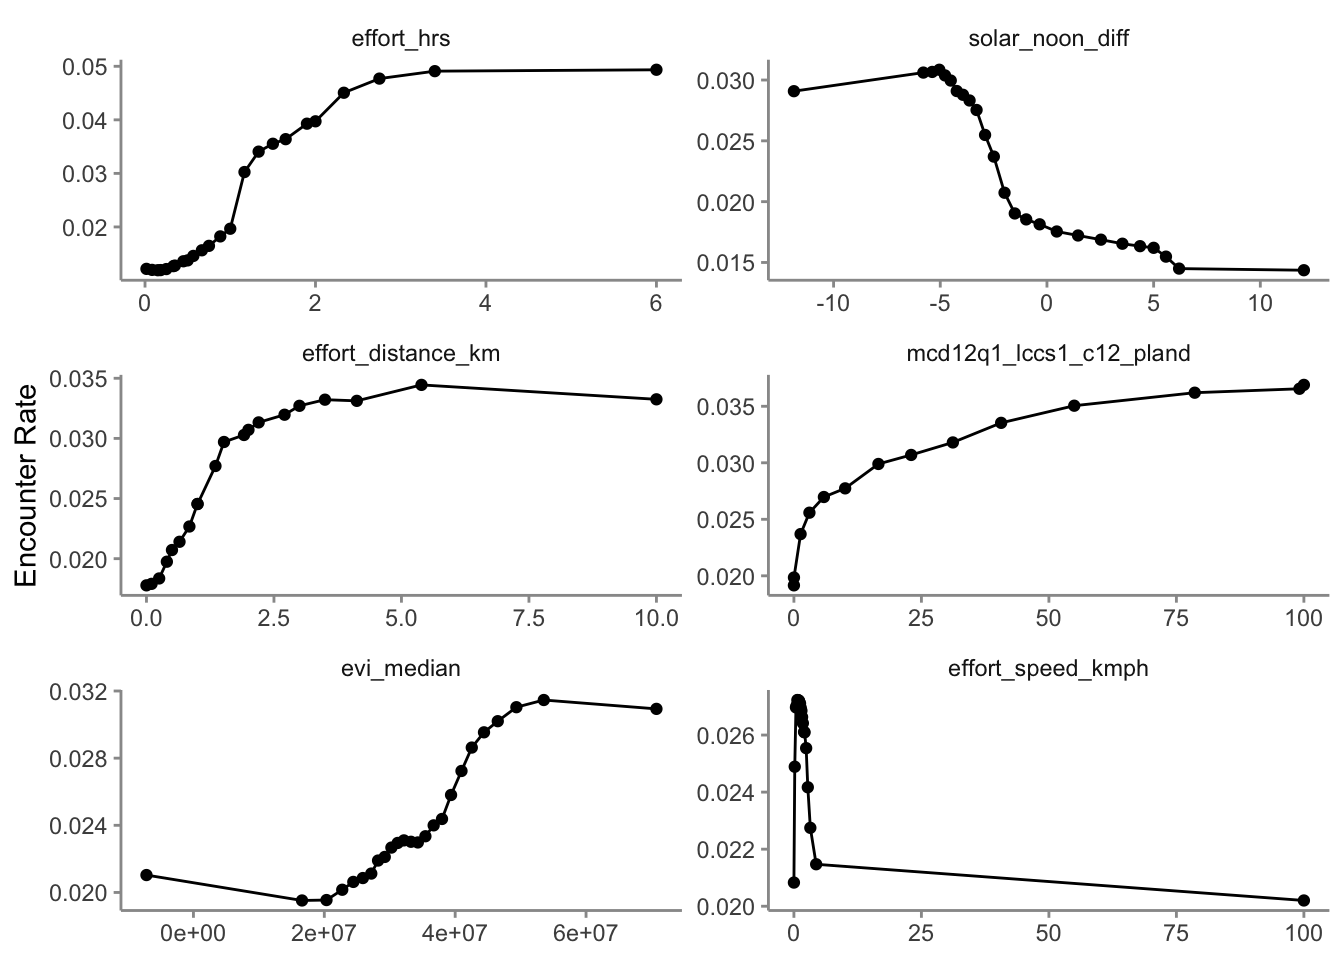 effort_hrs
0.05
0.04
0.03
0.02
0 2 4 6
solar_noon_diff
0.030
0.025
0.020
0.015
-10 -5 0 5 10
Encounter Rate
effort_distance_km
0.035
0.030
0.025
0.020
0.0 2.5 5.0 7.5 10.0
mcd12q1_lccs1_c12_pland
0.035
0.030
0.025
0.020
0 25 50 75 100
evi_median
0.032
0.028
0.024
0.020
0e+00 2e+07 4e+07 6e+07
effort_speed_kmph
0.026
0.024
0.022
0.020
0 25 50 75 100